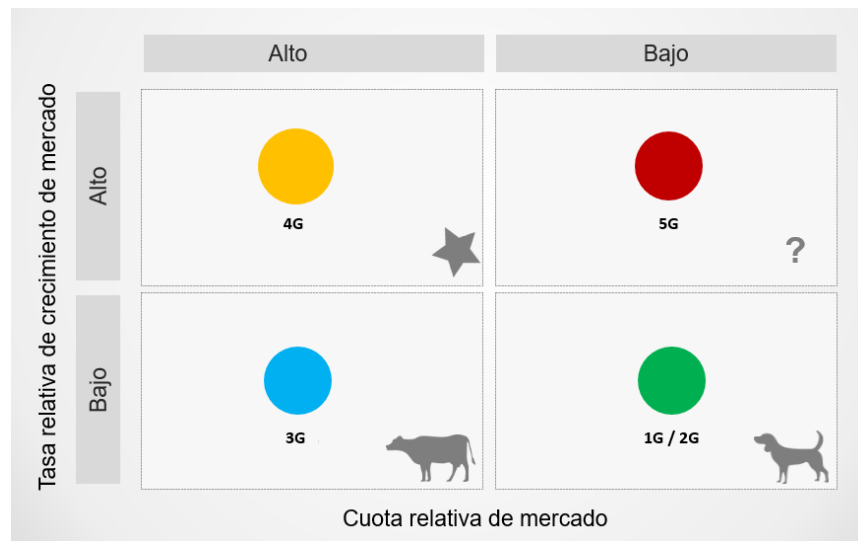 Alto
Bajo
Tasa relativa de crecimiento de mercado
Alto
4G
5G
?
Bajo
3G
1G / 2G
Cuota relativa de mercado